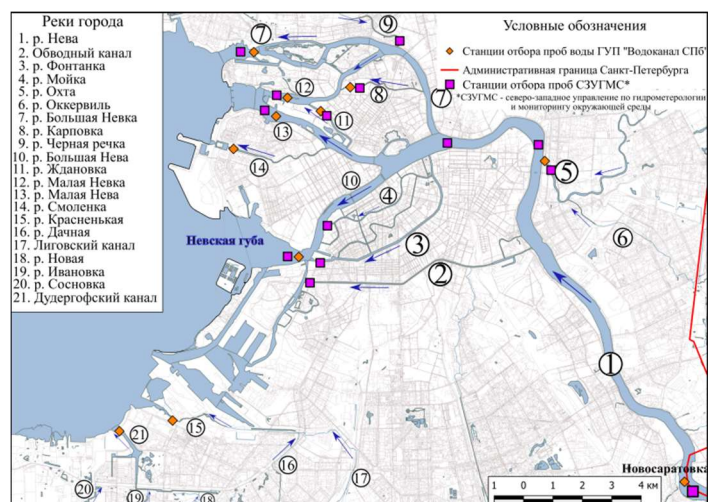 Реки города
1. р. Нева
2. Обводный канал
3. р. Фонтанка
4. р. Мойка
5. р. Охта
6. р. Оккервиль
7. р. Большая Невка
8. р. Карповка
9. р. Черная речка
10. р. Большая Нева
11. р. Ждановка
12. р. Малая Невка
13. р. Малая Нева
14. р. Смоленка
15. р. Красненькая
16. р. Дачная
17. Лиговский канал
18. р. Новая
19. р. Ивановка
20. р. Сосновка
21. Дудергофский канал
Условные обозначения
Станции отбора проб воды ГУП "Водоканал СПб"
Административная граница Санкт-Петербурга
Станции отбора проб СЗУГМС*
*СЗУГМС - северо-западное управление по гидрометеорологии
и мониторингу окружающей среды
7
9
12
8
7
11
13
14
5
10
4
6
Невская губа
3
2
1
15
21
16
17
20
19
18
Новосаратовка
1 0 1 2 3 4 км